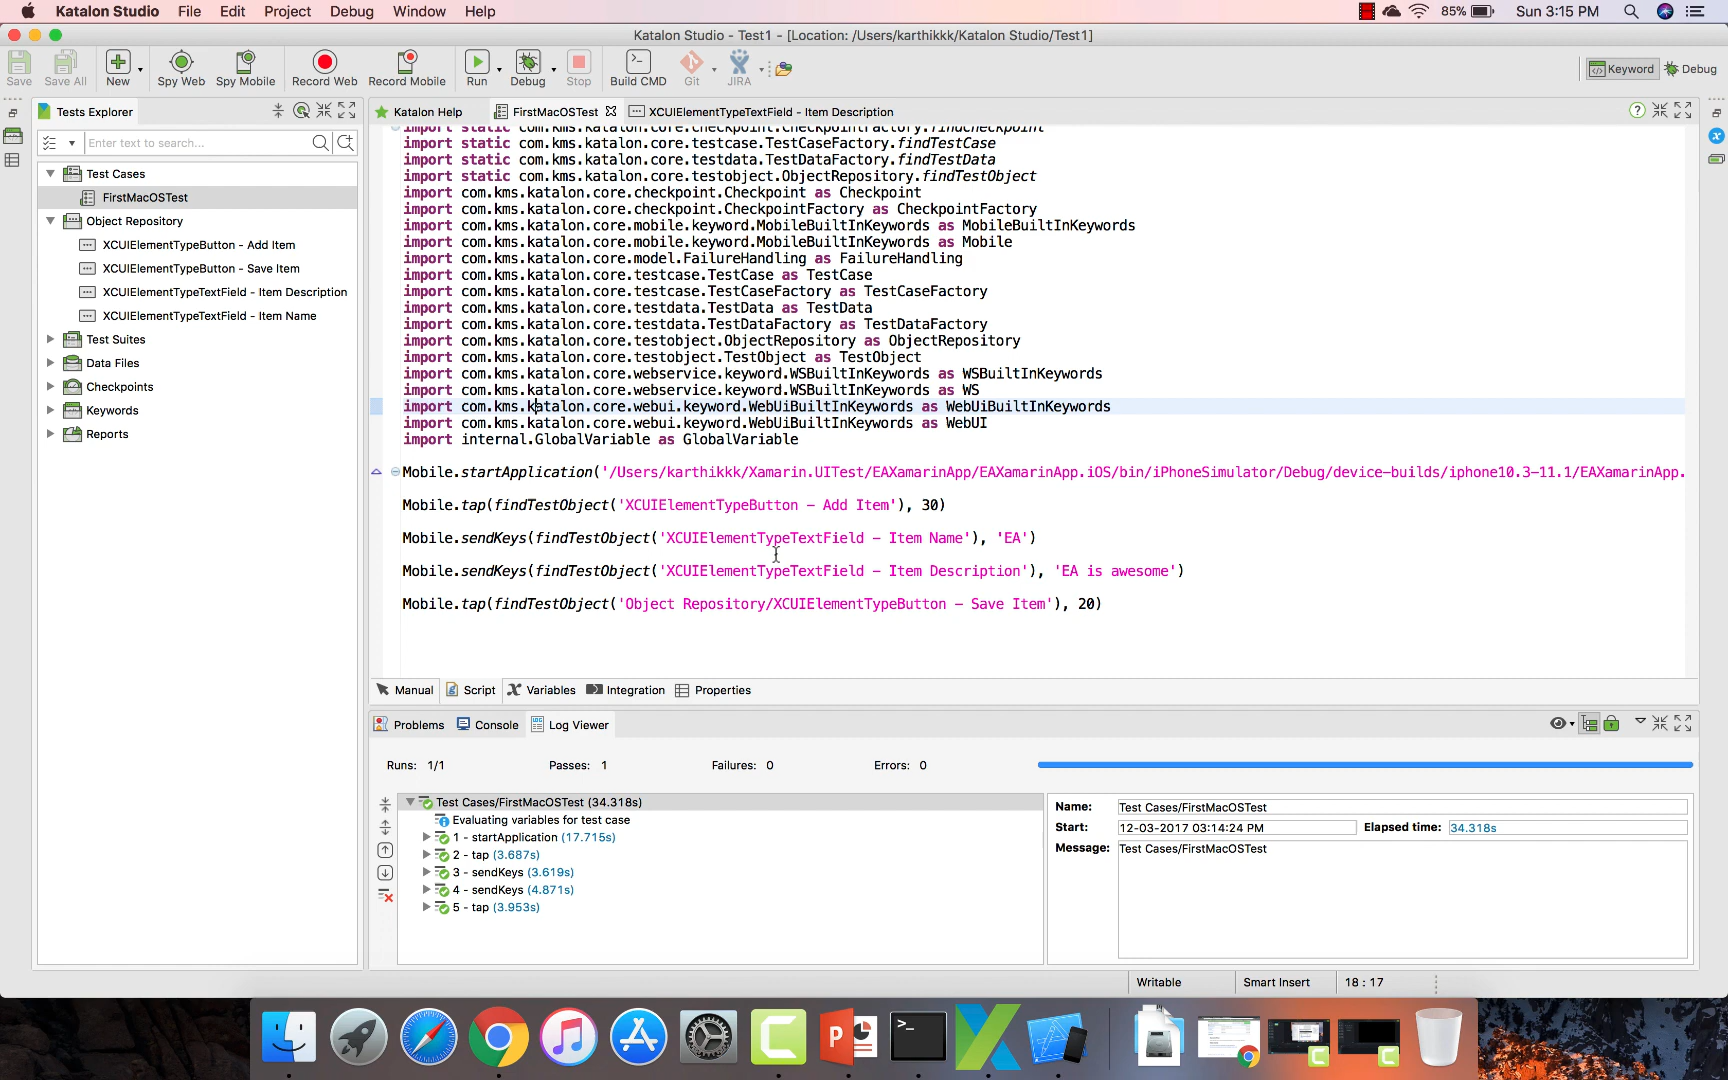 Katalon Studio File Edit Project Debug Window Help 85% Sun 3:15 PM
Katalon Studio - Test1 - [Location: /Users/karthikkk/Katalon Studio/Test1]
Save Save All New Spy Web Spy Mobile Record Web Record Mobile Run Debug Stop Build CMD Git JIRA Keyword Debug
Tests Explorer
Katalon Help FirstMacOSTest XCUIElementTypeTextField - Item Description
Enter text to search...
Test Cases
FirstMacOSTest
Object Repository
XCUIElementTypeButton - Add Item
XCUIElementTypeButton - Save Item
XCUIElementTypeTextField - Item Description
XCUIElementTypeTextField - Item Name
Test Suites
Data Files
Checkpoints
Keywords
Reports
import static com.kms.katalon.core.checkpoint.CheckpointFactory.findCheckpoint
import static com.kms.katalon.core.testcase.TestCaseFactory.findTestCase
import static com.kms.katalon.core.testdata.TestDataFactory.findTestData
import static com.kms.katalon.core.testobject.ObjectRepository.findTestObject
import com.kms.katalon.core.checkpoint.Checkpoint as Checkpoint
import com.kms.katalon.core.checkpoint.CheckpointFactory as CheckpointFactory
import com.kms.katalon.core.mobile.keyword.MobileBuiltInKeywords as MobileBuiltInKeywords
import com.kms.katalon.core.mobile.keyword.MobileBuiltInKeywords as Mobile
import com.kms.katalon.core.model.FailureHandling as FailureHandling
import com.kms.katalon.core.testcase.TestCase as TestCase
import com.kms.katalon.core.testcase.TestCaseFactory as TestCaseFactory
import com.kms.katalon.core.testdata.TestData as TestData
import com.kms.katalon.core.testdata.TestDataFactory as TestDataFactory
import com.kms.katalon.core.testobject.ObjectRepository as ObjectRepository
import com.kms.katalon.core.testobject.TestObject as TestObject
import com.kms.katalon.core.webservice.keyword.WSBuiltInKeywords as WSBuiltInKeywords
import com.kms.katalon.core.webservice.keyword.WSBuiltInKeywords as WS
import com.kms.katalon.core.webui.keyword.WebUiBuiltInKeywords as WebUiBuiltInKeywords
import com.kms.katalon.core.webui.keyword.WebUiBuiltInKeywords as WebUI
import internal.GlobalVariable as GlobalVariable
Mobile.startApplication('/Users/karthikkk/Xamarin.UITest/EAXamarinApp/EAXamarinApp.iOS/bin/iPhoneSimulator/Debug/device-builds/iphone10.3-11.1/EAXamarinApp.
Mobile.tap(findTestObject('XCUIElementTypeButton - Add Item'), 30)
Mobile.sendKeys(findTestObject('XCUIElementTypeTextField - Item Name'), 'EA')
Mobile.sendKeys(findTestObject('XCUIElementTypeTextField - Item Description'), 'EA is awesome')
Mobile.tap(findTestObject('Object Repository/XCUIElementTypeButton - Save Item'), 20)
Manual Script Variables Integration Properties
Problems Console Log Viewer
Runs: 1/1 Passes: 1 Failures: 0 Errors: 0
Test Cases/FirstMacOSTest (34.318s)
Evaluating variables for test case
1 - startApplication (17.715s)
2 - tap (3.687s)
3 - sendKeys (3.619s)
4 - sendKeys (4.871s)
5 - tap (3.953s)
Name: Test Cases/FirstMacOSTest
Start: 12-03-2017 03:14:24 PM Elapsed time: 34.318s
Message: Test Cases/FirstMacOSTest
Writable Smart Insert 18 : 17